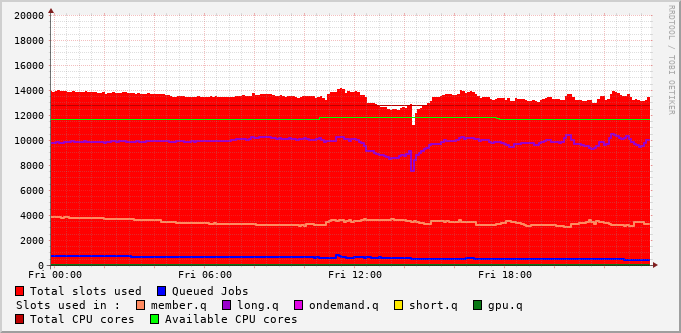 RRDTOOL / TOBI OETIKER
20000
18000
16000
14000
12000
10000
8000
6000
4000
2000
0
Fri 00:00 Fri 06:00 Fri 12:00 Fri 18:00
Total slots used Queued Jobs
Slots used in : member.q long.q ondemand.q short.q gpu.q
Total CPU cores Available CPU cores